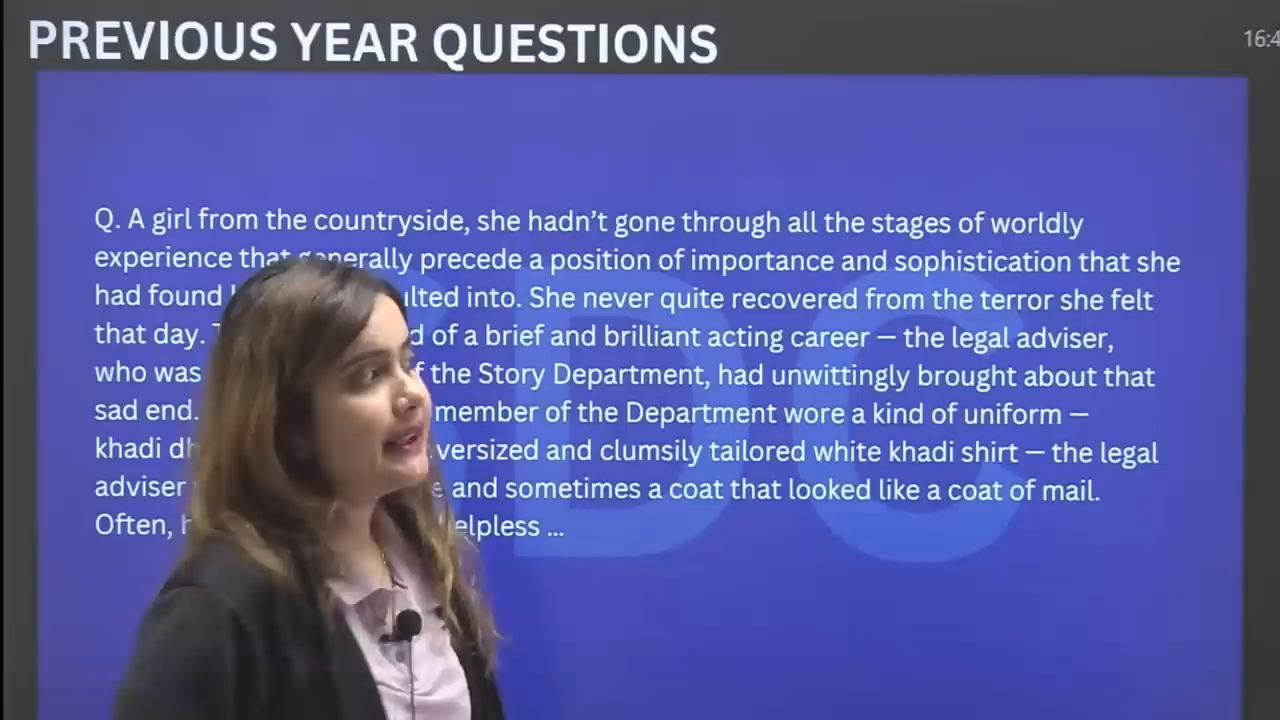 PREVIOUS YEAR QUESTIONS
16:4
Q. A girl from the countryside, she hadn't gone through all the stages of worldly
experience that generally precede a position of importance and sophistication that she
had found into. She never quite recovered from the terror she felt
that day. of a brief and brilliant acting career — the legal adviser,
who was the Story Department, had unwittingly brought about that
sad end. member of the Department wore a kind of uniform —
khadi and clumsily tailored white khadi shirt — the legal
adviser and sometimes a coat that looked like a coat of mail.
Often, ...
DC